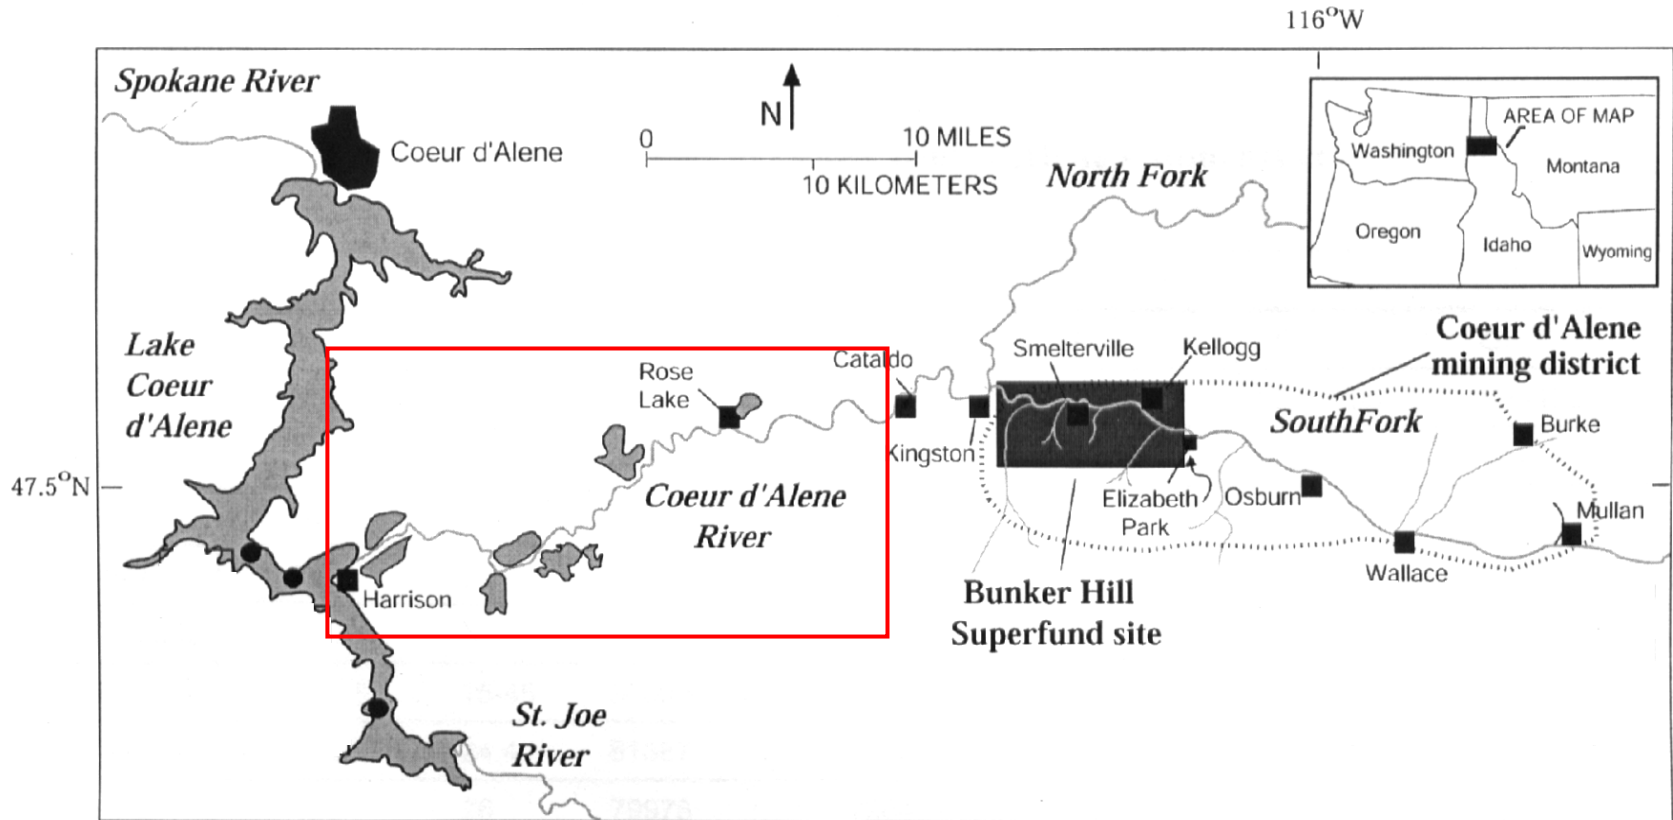 116°W
Spokane River
Coeur d'Alene
N
0
10 MILES
10 KILOMETERS
North Fork
AREA OF MAP
Washington
Montana
Oregon
Idaho
Wyoming
Lake
Coeur
d'Alene
Rose
Lake
Cataldo
Kingston
Smelterville
Kellogg
Coeur d'Alene
mining district
SouthFork
Burke
47.5°N
Coeur d'Alene
River
Elizabeth
Park
Osburn
Mullan
Wallace
Harrison
Bunker Hill
Superfund site
St. Joe
River
79976